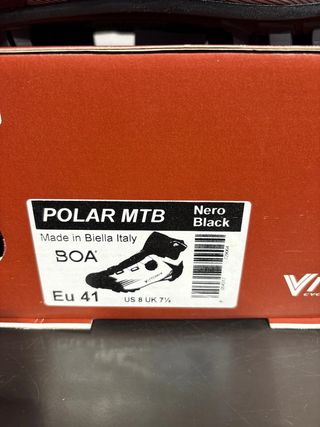 POLAR MTB
Nero
Black
Made in Biella Italy
BOA®
Eu 41
US 8 UK 7½